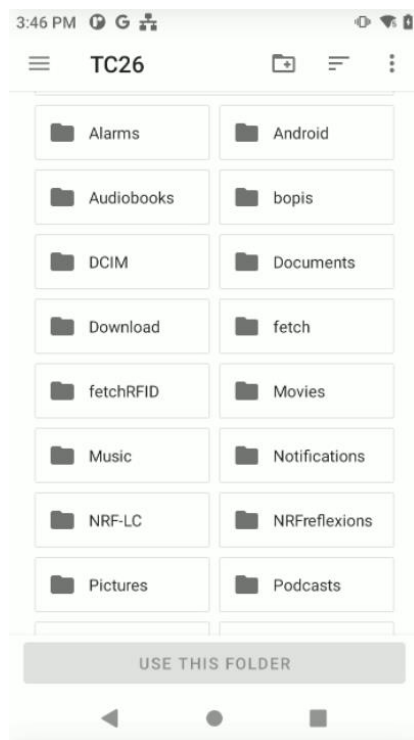 3:46 PM
TC26
Alarms
Android
Audiobooks
bopis
DCIM
Documents
Download
fetch
fetchRFID
Movies
Music
Notifications
NRF-LC
NRFreflexions
Pictures
Podcasts
USE THIS FOLDER